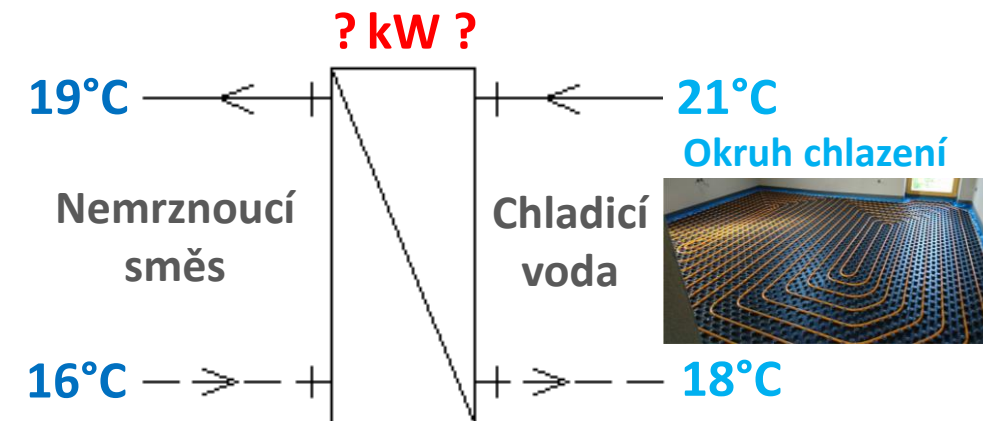 ? kW ?
19°C
21°C
Okruh chlazení
Nemrznoucí
směs
Chladicí
voda
16°C
18°C